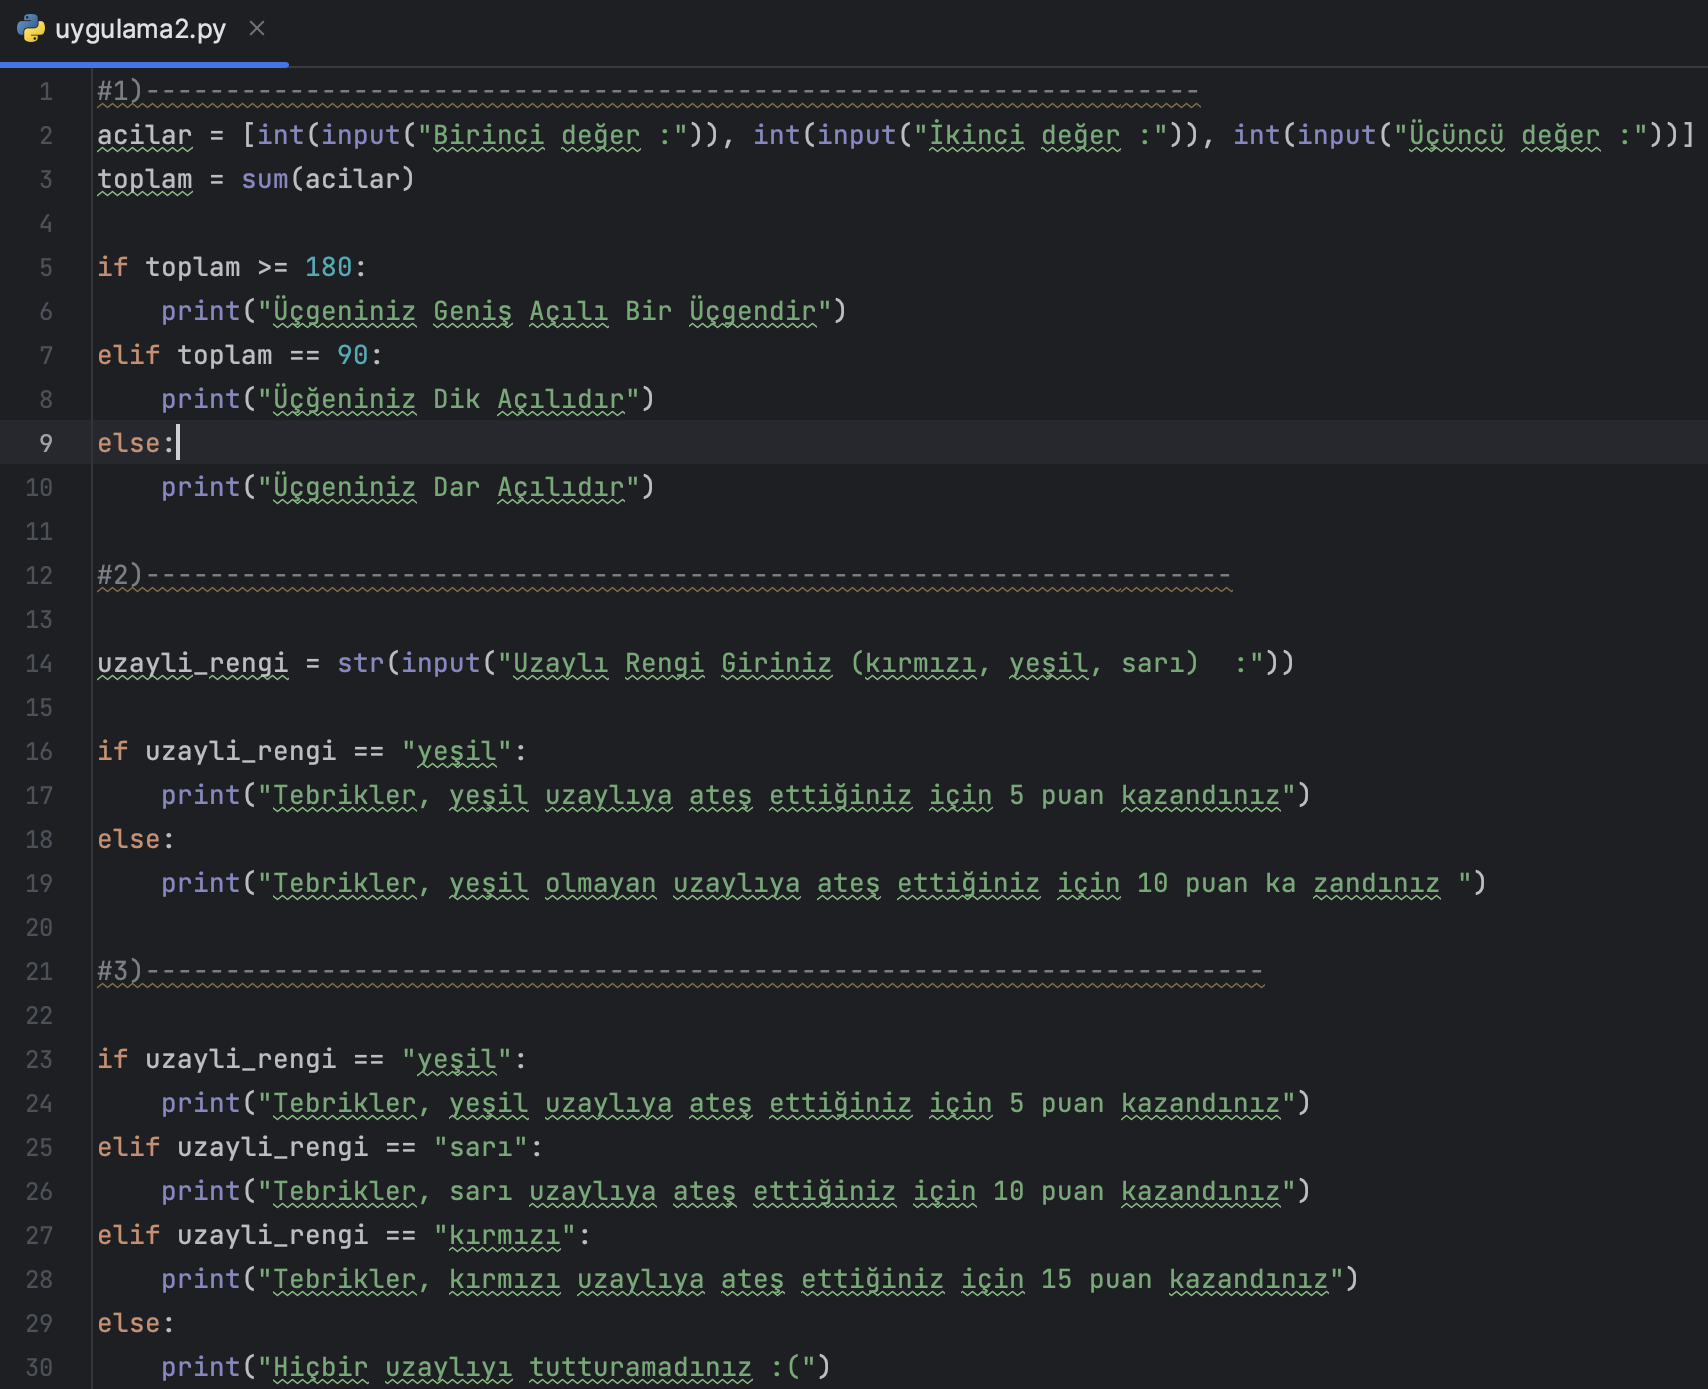 uygulama2.py ×
1 #1)------------------------------------------------------------------
2 acilar = [int(input("Birinci değer :")), int(input("İkinci değer :")), int(input("Üçüncü değer :"))]
3 toplam = sum(acilar)
4
5 if toplam >= 180:
6     print("Üçgeniniz Geniş Açılı Bir Üçgendir")
7 elif toplam == 90:
8     print("Üçğeniniz Dik Açılıdır")
9 else:
10     print("Üçgeniniz Dar Açılıdır")
11
12 #2)--------------------------------------------------------------------
13
14 uzayli_rengi = str(input("Uzaylı Rengi Giriniz (kırmızı, yeşil, sarı)  :"))
15
16 if uzayli_rengi == "yeşil":
17     print("Tebrikler, yeşil uzaylıya ateş ettiğiniz için 5 puan kazandınız")
18 else:
19     print("Tebrikler, yeşil olmayan uzaylıya ateş ettiğiniz için 10 puan ka zandınız ")
20
21 #3)----------------------------------------------------------------------
22
23 if uzayli_rengi == "yeşil":
24     print("Tebrikler, yeşil uzaylıya ateş ettiğiniz için 5 puan kazandınız")
25 elif uzayli_rengi == "sarı":
26     print("Tebrikler, sarı uzaylıya ateş ettiğiniz için 10 puan kazandınız")
27 elif uzayli_rengi == "kırmızı":
28     print("Tebrikler, kırmızı uzaylıya ateş ettiğiniz için 15 puan kazandınız")
29 else:
30     print("Hiçbir uzaylıyı tutturamadınız :(")